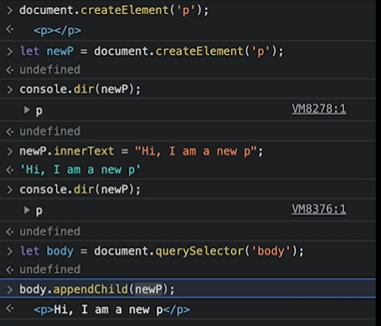 > document.createElement('p');
<· <p></p>
> let newP = document.createElement('p');
<· undefined
> console.dir(newP);
▶ p VM8278:1
<· undefined
> newP.innerText = "Hi, I am a new p";
<· 'Hi, I am a new p'
> console.dir(newP);
▶ p VM8376:1
<· undefined
> let body = document.querySelector('body');
<· undefined
> body.appendChild(newP);
<· <p>Hi, I am a new p</p>